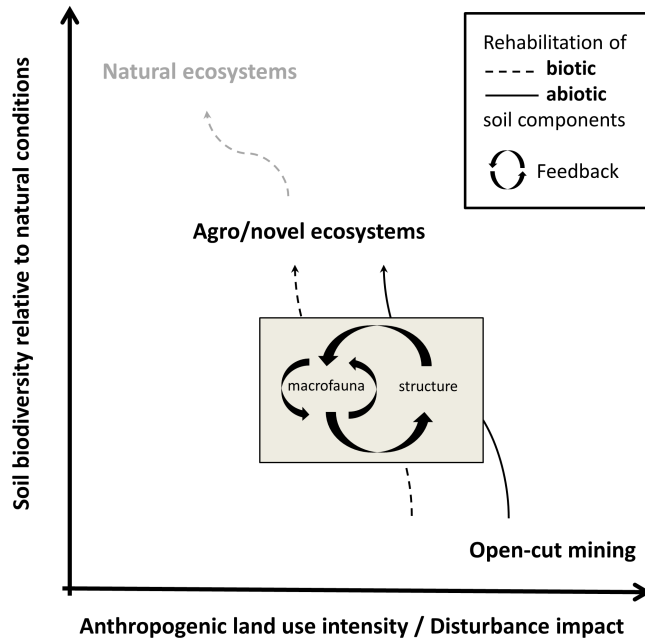 Soil biodiversity relative to natural conditions
Natural ecosystems
Rehabilitation of
biotic
abiotic
soil components
Feedback
Agro/novel ecosystems
macrofauna
structure
Open-cut mining
Anthropogenic land use intensity / Disturbance impact